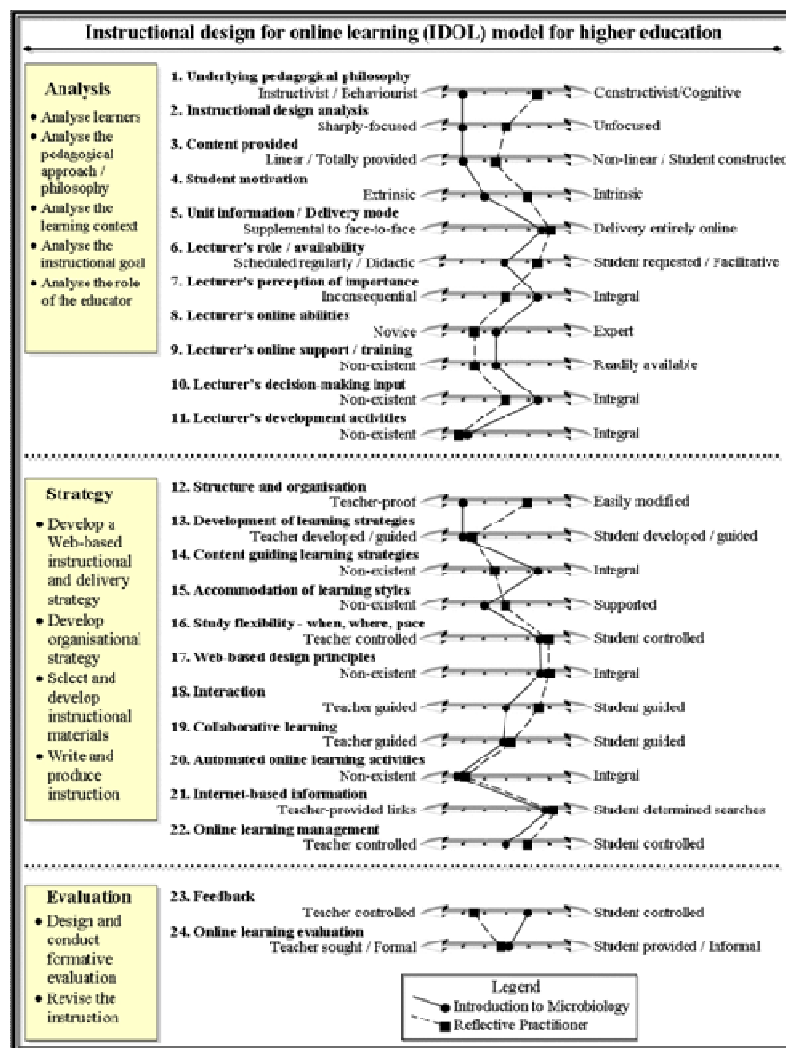 Instructional design for online learning (IDOL) model for higher education
Analysis
• Analyse learners
• Analyse the
pedagogical
approach /
philosophy
• Analyse the
learning context
• Analyse the
instructional goal
• Analyse the role
of the educator
1. Underlying pedagogical philosophy
Instructivist / Behaviourist
Constructivist/Cognitive
2. Instructional design analysis
Sharply-focused
Unfocused
3. Content provided
Linear / Totally provided
Non-linear / Student constructed
4. Student motivation
Extrinsic
Intrinsic
5. Unit information / Delivery mode
Supplemental to face-to-face
Delivery entirely online
6. Lecturer's role / availability
Scheduled regularly / Didactic
Student requested / Facilitative
7. Lecturer's perception of importance
Inconsequential
Integral
8. Lecturer's online abilities
Novice
Expert
9. Lecturer's online support / training
Non-existent
Readily available
10. Lecturer's decision-making input
Non-existent
Integral
11. Lecturer's development activities
Non-existent
Integral
Strategy
• Develop a
Web-based
instructional
and delivery
strategy
• Develop
organisational
strategy
• Select and
develop
instructional
materials
• Write and
produce
instruction
12. Structure and organisation
Teacher-proof
Easily modified
13. Development of learning strategies
Teacher developed / guided
Student developed / guided
14. Content guiding learning strategies
Non-existent
Integral
15. Accommodation of learning styles
Non-existent
Supported
16. Study flexibility - when, where, pace
Teacher controlled
Student controlled
17. Web-based design principles
Non-existent
Integral
18. Interaction
Teacher guided
Student guided
19. Collaborative learning
Teacher guided
Student guided
20. Automated online learning activities
Non-existent
Integral
21. Internet-based information
Teacher-provided links
Student determined searches
22. Online learning management
Teacher controlled
Student controlled
Evaluation
• Design and
conduct
formative
evaluation
• Revise the
instruction
23. Feedback
Teacher controlled
Student controlled
24. Online learning evaluation
Teacher sought / Formal
Student provided / Informal
Legend
Introduction to Microbiology
Reflective Practitioner